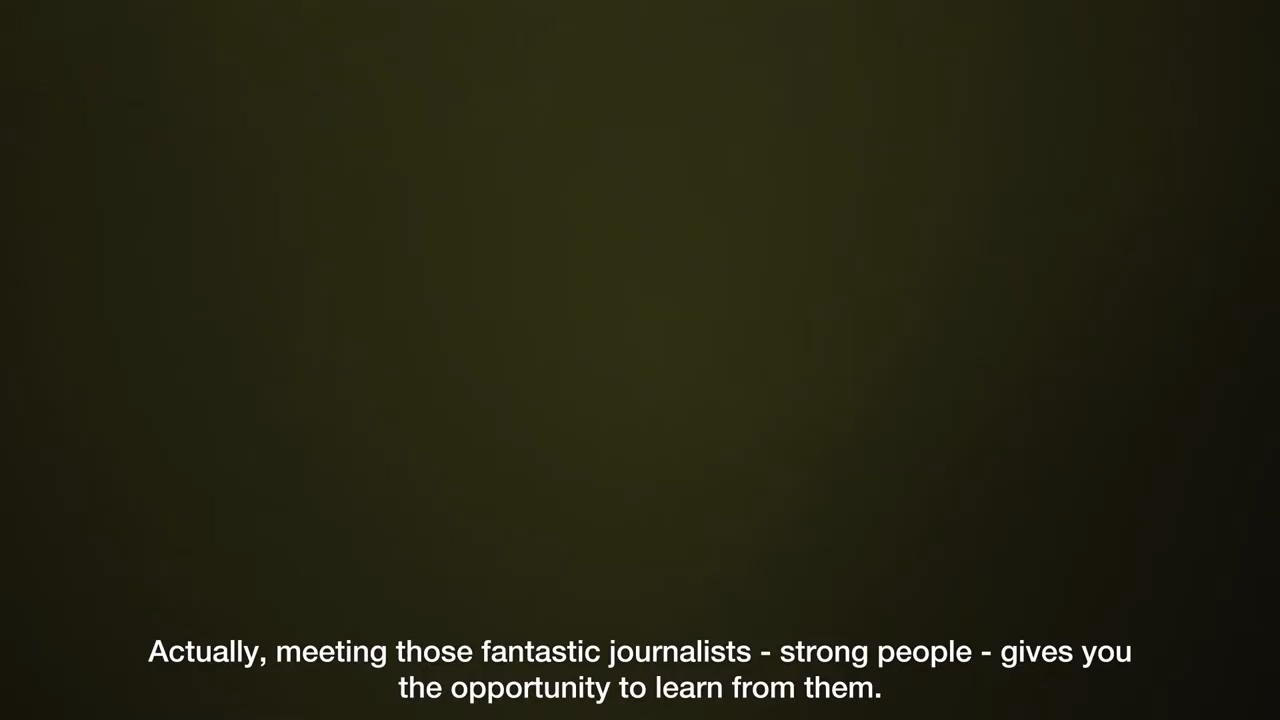 Actually, meeting those fantastic journalists - strong people - gives you
the opportunity to learn from them.